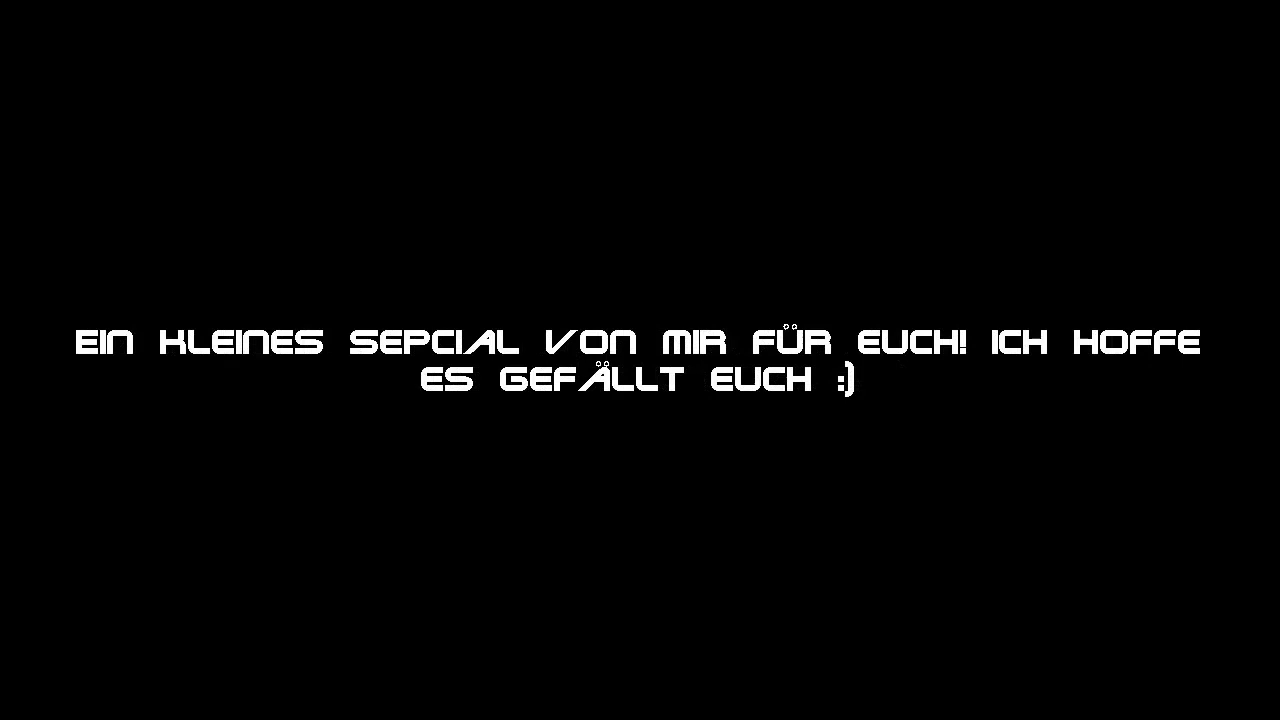 EIN KLEINES SEPCIAL VON MIR FÜR EUCH! ICH HOFFE
ES GEFÄLLT EUCH :)